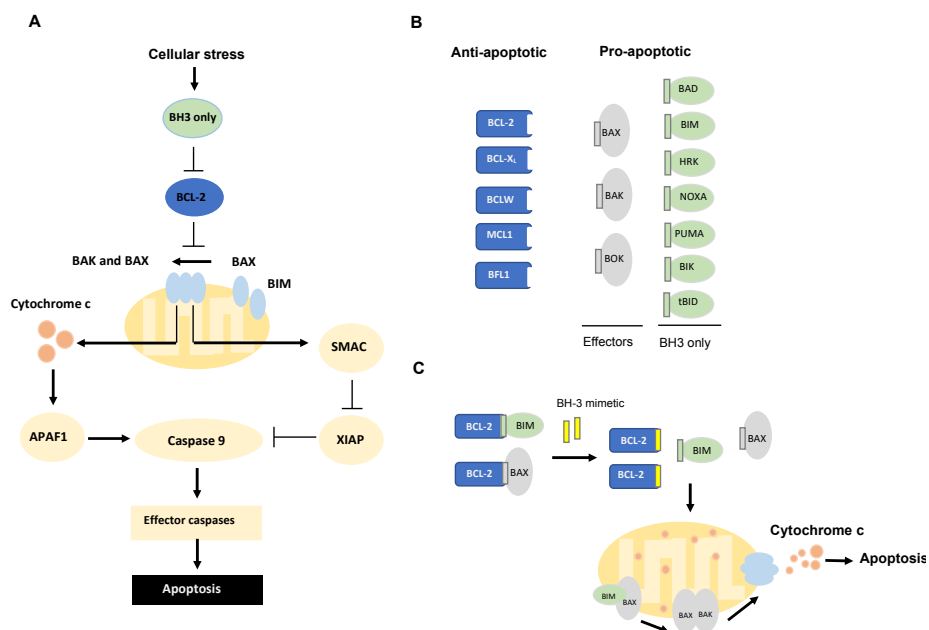 A
Cellular stress
BH3 only
BCL-2
BAK and BAX
BAX
BIM
Cytochrome c
SMAC
APAF1
Caspase 9
XIAP
Effector caspases
Apoptosis
B
Anti-apoptotic
Pro-apoptotic
BCL-2
BCL-XL
BCLW
MCL1
BFL1
BAX
BAK
BOK
Effectors
BAD
BIM
HRK
NOXA
PUMA
BIK
tBID
BH3 only
C
BCL-2
BIM
BCL-2
BAX
BH-3 mimetic
BCL-2
BCL-2
BIM
BAX
Cytochrome c
Apoptosis
BIM
BAX
BAX
BAK